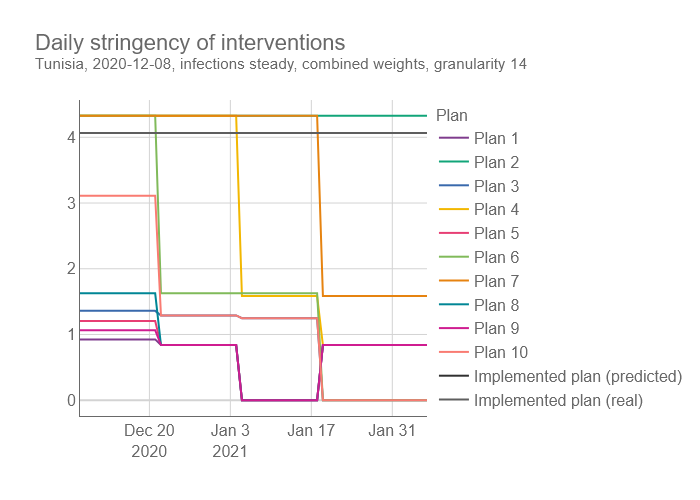 Daily stringency of interventions
Tunisia, 2020-12-08, infections steady, combined weights, granularity 14
Plan
4
3
2
1
0
Plan 1
Plan 2
Plan 3
Plan 4
Plan 5
Plan 6
Plan 7
Plan 8
Plan 9
Plan 10
Implemented plan (predicted)
Implemented plan (real)
Dec 20 Jan 3 Jan 17 Jan 31
2020 2021